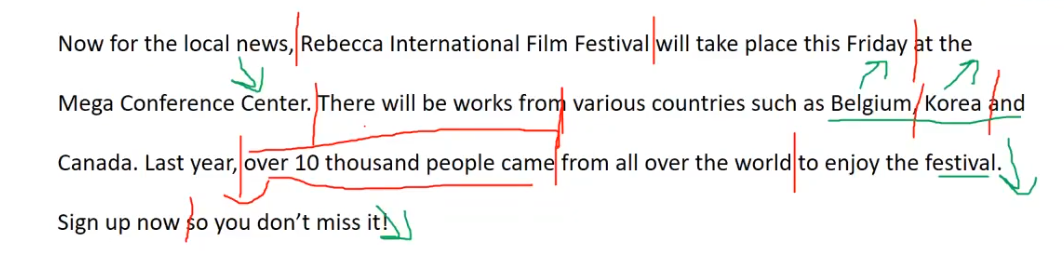 Now for the local news, Rebecca International Film Festival will take place this Friday at the
Mega Conference Center. There will be works from various countries such as Belgium, Korea and
Canada. Last year, over 10 thousand people came from all over the world to enjoy the festival.
Sign up now so you don't miss it!